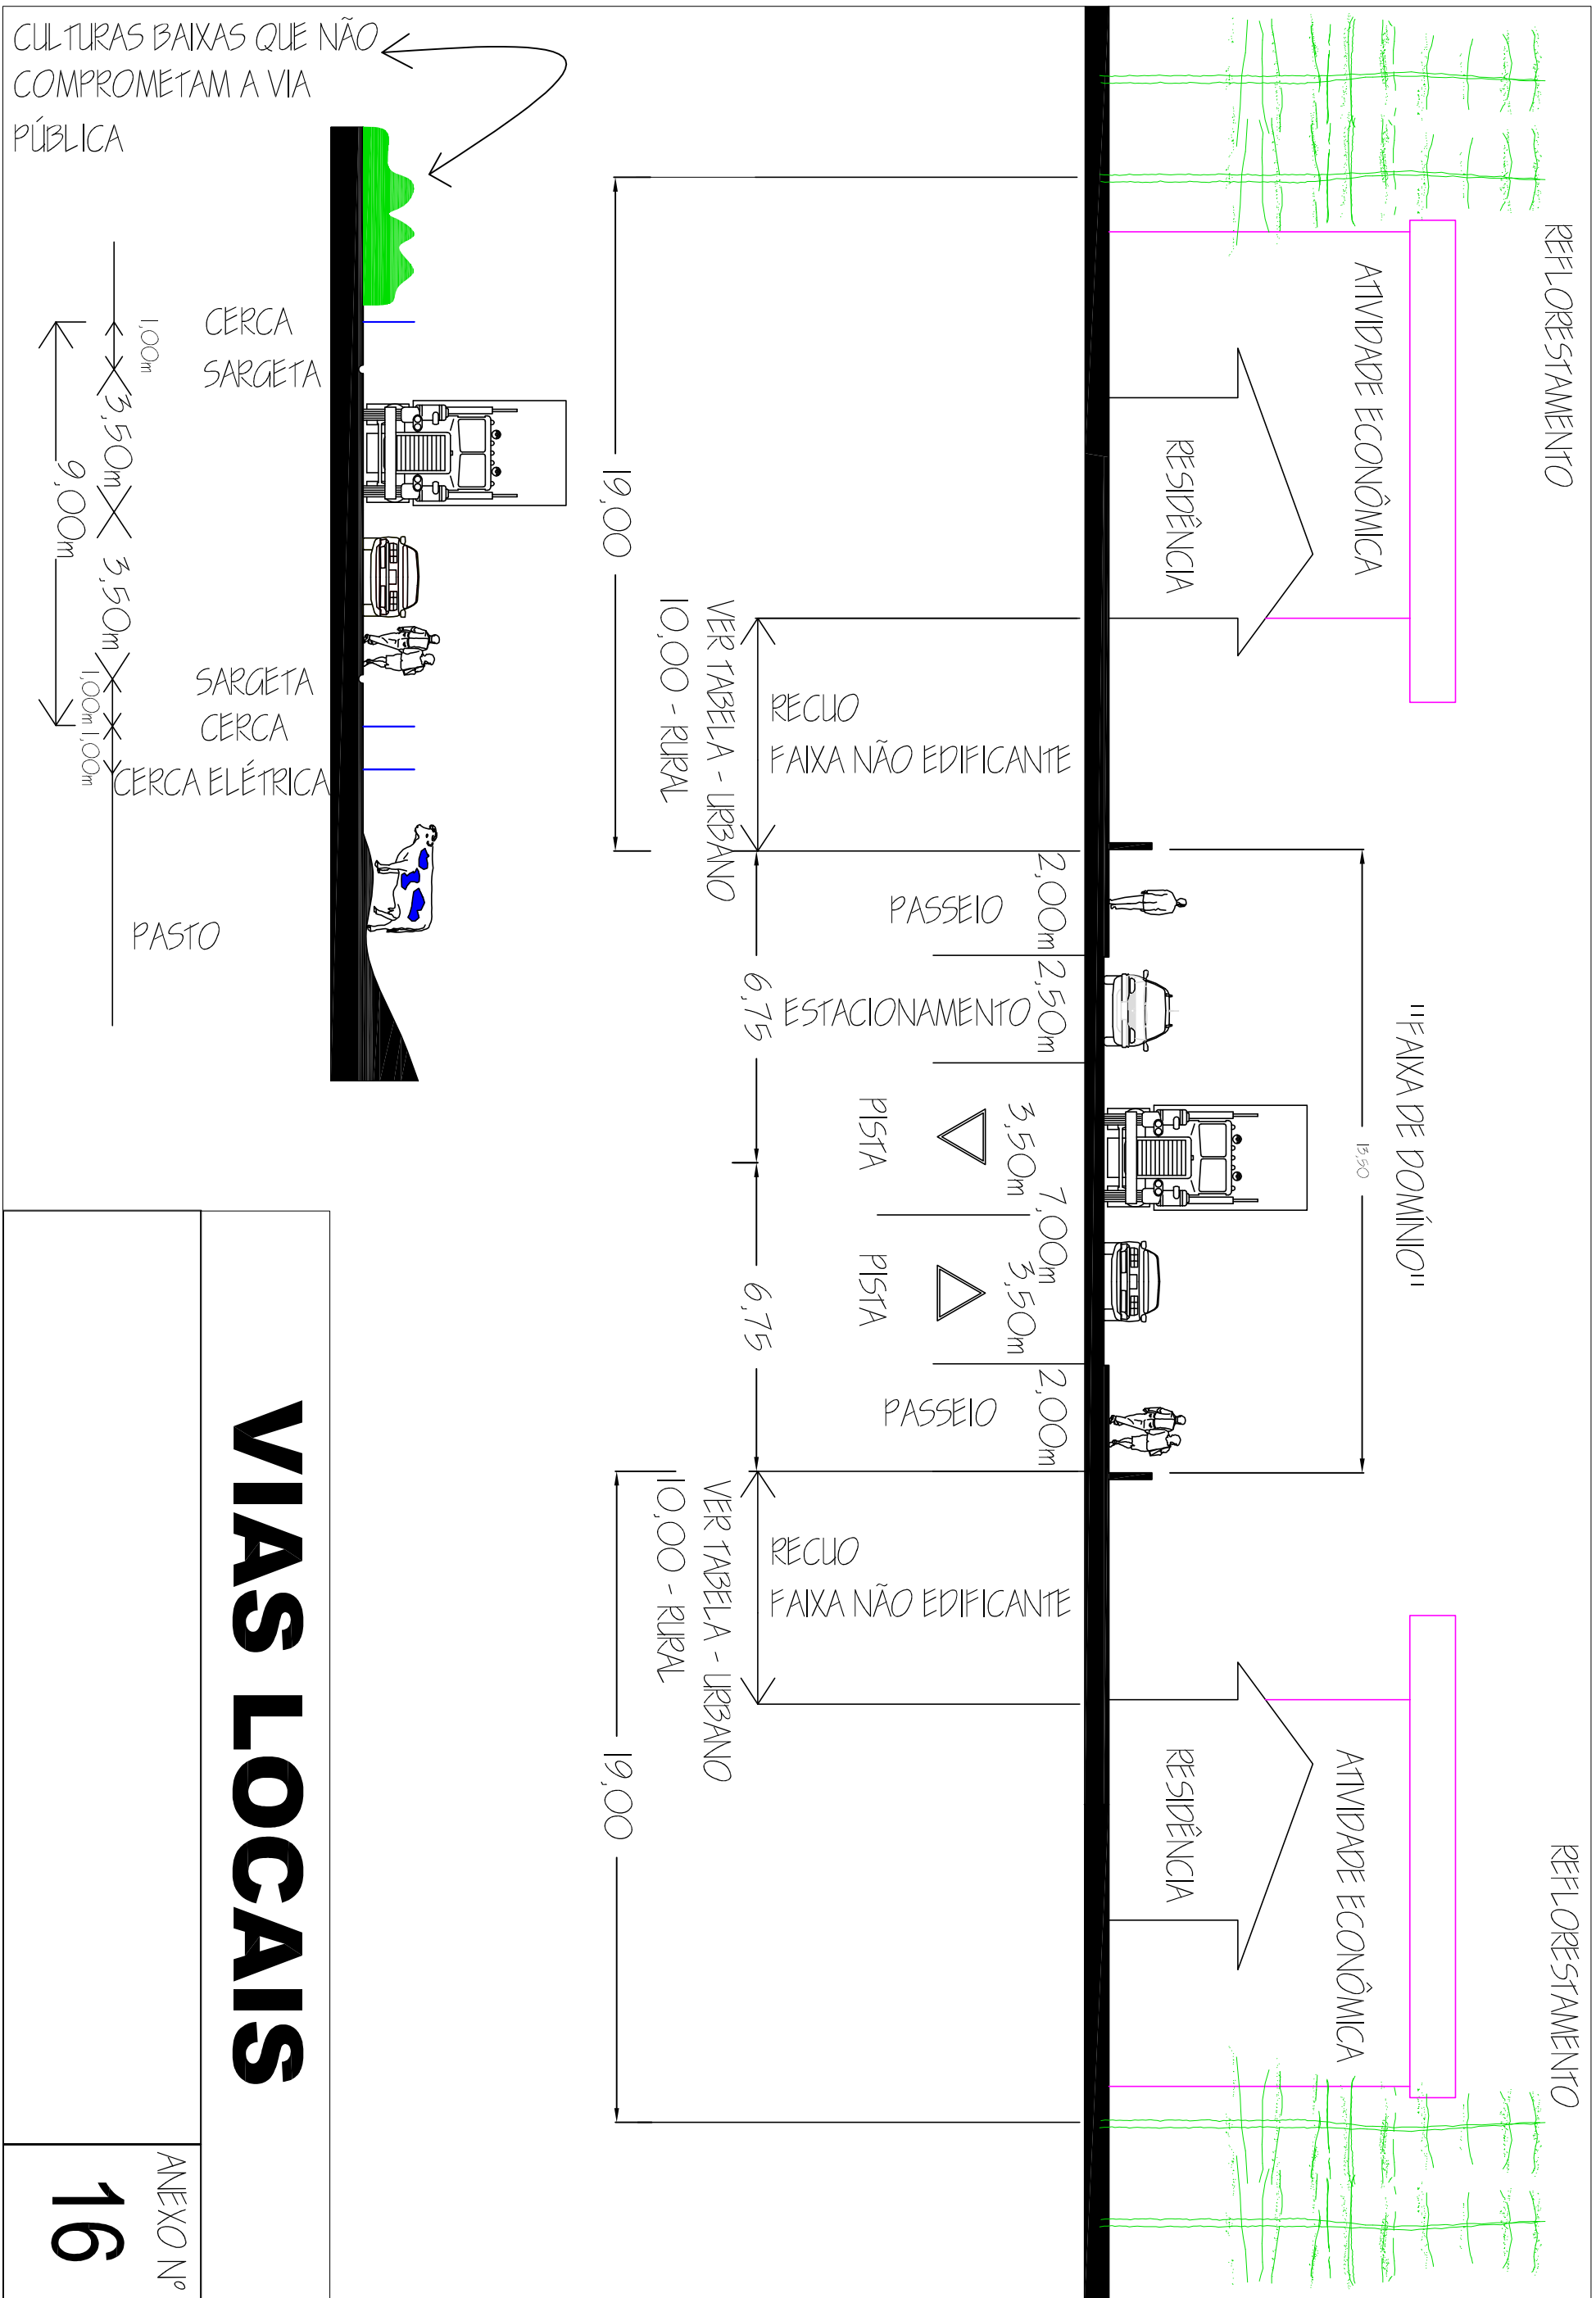 REFLORESTAMENTO
REFLORESTAMENTO
ATIVIDADE ECONÔMICA
ATIVIDADE ECONÔMICA
"FAIXA DE DOMÍNIO"
13,50
RESIDÊNCIA
RESIDÊNCIA
2,00m
2,50m
3,50m
7,00m
3,50m
2,00m
RECUO
FAIXA NÃO EDIFICANTE
PASSEIO
ESTACIONAMENTO
PISTA
PISTA
PASSEIO
RECUO
FAIXA NÃO EDIFICANTE
6,75
6,75
VER TABELA - URBANO
10,00 - RURAL
VER TABELA - URBANO
10,00 - RURAL
19,00
19,00
CULTURAS BAIXAS QUE NÃO
COMPROMETAM A VIA
PÚBLICA
CERCA
SARGETA
SARGETA
CERCA
CERCA ELÉTRICA
PASTO
1,00m
3,50m
3,50m
1,00m
1,00m
9,00m
VIAS LOCAIS
ANEXO Nº
16